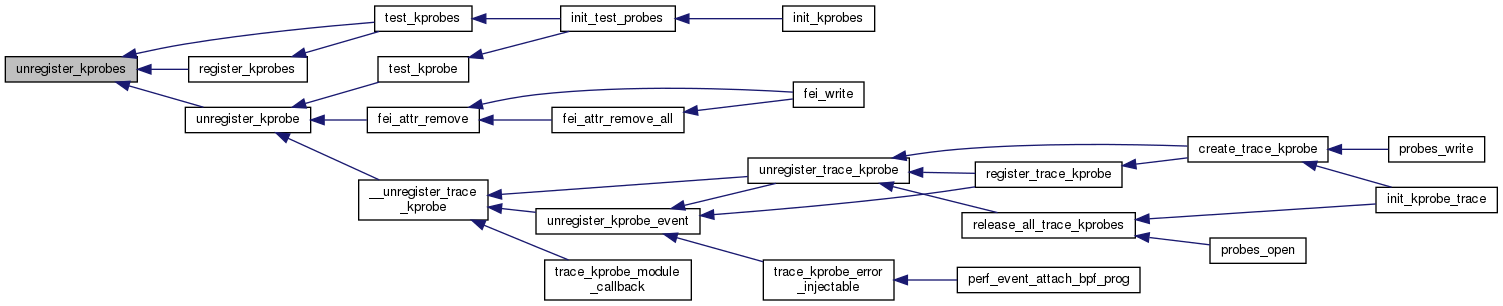 unregister_kprobes
test_kprobes
init_test_probes
init_kprobes
register_kprobes
test_kprobe
unregister_kprobe
fei_attr_remove
fei_attr_remove_all
fei_write
__unregister_trace
_kprobe
unregister_trace_kprobe
create_trace_kprobe
probes_write
register_trace_kprobe
init_kprobe_trace
unregister_kprobe_event
release_all_trace_kprobes
probes_open
trace_kprobe_module
_callback
trace_kprobe_error
_injectable
perf_event_attach_bpf_prog